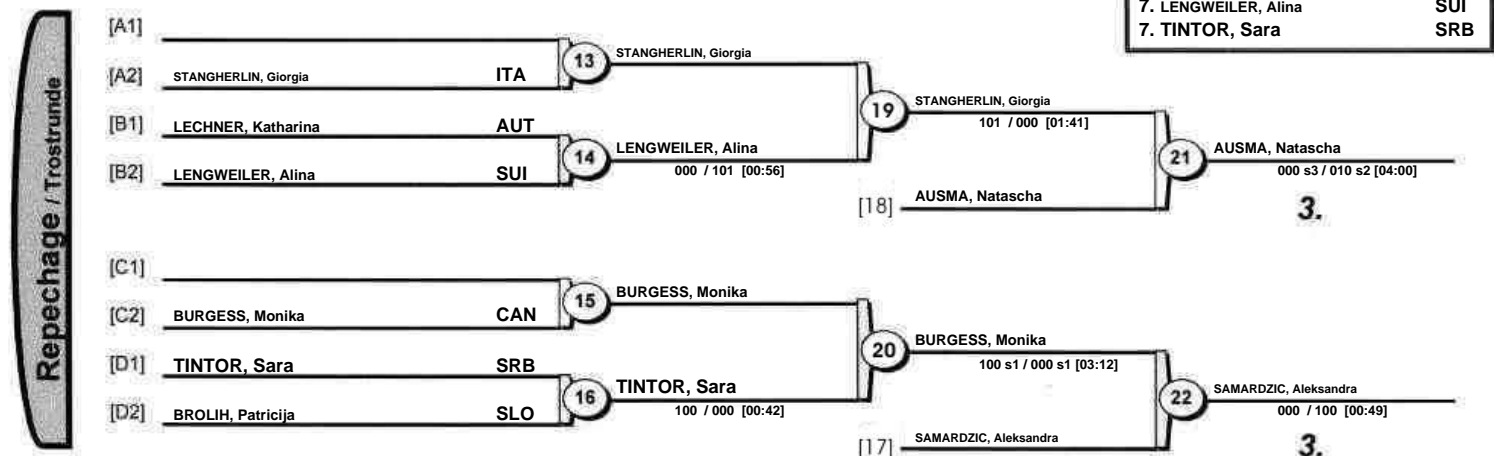 7. LENGWEILER, Alina SUI
7. TINTOR, Sara SRB
Repechage / Trostrunde
[A1]
[A2] STANGHERLIN, Giorgia ITA
13 STANGHERLIN, Giorgia
[B1] LECHNER, Katharina AUT
[B2] LENGWEILER, Alina SUI
14 LENGWEILER, Alina
000 / 101 [00:56]
19 STANGHERLIN, Giorgia
101 / 000 [01:41]
[18] AUSMA, Natascha
21 AUSMA, Natascha
000 s3 / 010 s2 [04:00]
3.
[C1]
[C2] BURGESS, Monika CAN
15 BURGESS, Monika
[D1] TINTOR, Sara SRB
[D2] BROLIH, Patricija SLO
16 TINTOR, Sara
100 / 000 [00:42]
20 BURGESS, Monika
100 s1 / 000 s1 [03:12]
[17] SAMARDZIC, Aleksandra
22 SAMARDZIC, Aleksandra
000 / 100 [00:49]
3.